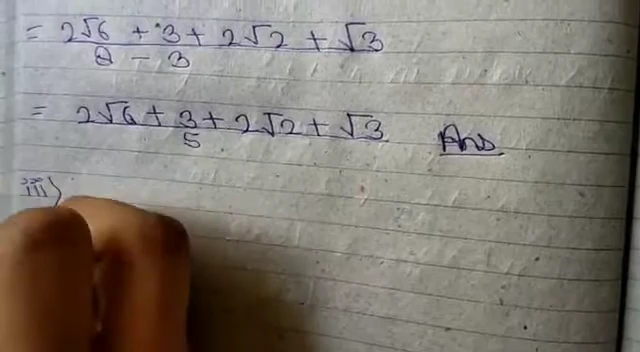 = 2√6 + 3 + 2√2 + √3 / 8 - 3
= 2√6 + 3 + 2√2 + √3 / 5 Ans
iii)